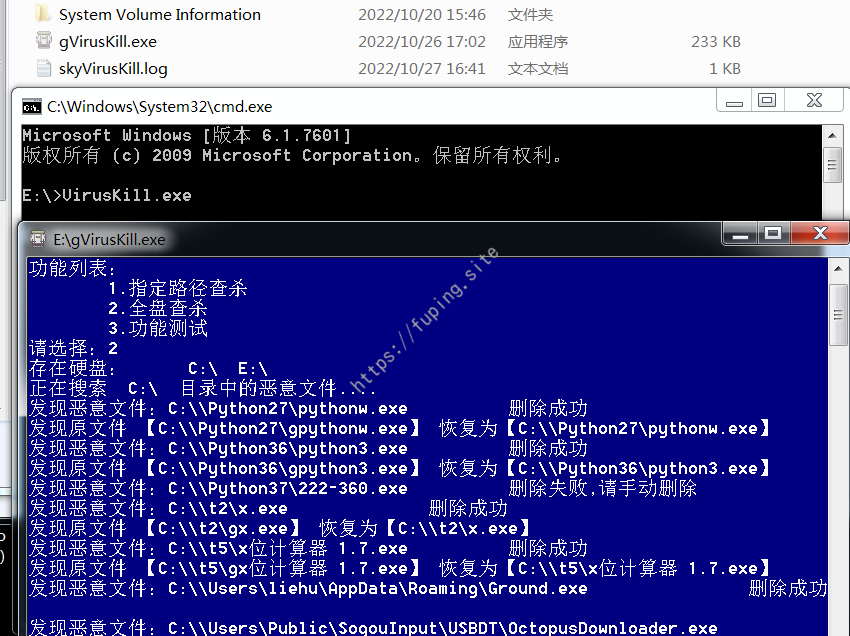 System Volume Information 2022/10/20 15:46 文件夹
gVirusKill.exe 2022/10/26 17:02 应用程序 233 KB
skyVirusKill.log 2022/10/27 16:41 文本文档 1 KB
C:\Windows\System32\cmd.exe
Microsoft Windows [版本 6.1.7601]
版权所有 (c) 2009 Microsoft Corporation。保留所有权利。
E:\>VirusKill.exe
E:\gVirusKill.exe
功能列表:
1.指定路径查杀
2.全盘查杀
3.功能测试
请选择: 2
存在硬盘: C:\ E:\
正在搜索 C:\ 目录中的恶意文件....
发现恶意文件: C:\\Python27\pythonw.exe 删除成功
发现原文件 【C:\\Python27\gpythonw.exe】 恢复为【C:\\Python27\pythonw.exe】
发现恶意文件: C:\\Python36\python3.exe 删除成功
发现原文件 【C:\\Python36\gpython3.exe】 恢复为【C:\\Python36\python3.exe】
发现恶意文件: C:\\Python37\222-360.exe 删除失败,请手动删除
发现恶意文件: C:\\t2\x.exe 删除成功
发现原文件 【C:\\t2\gx.exe】 恢复为【C:\\t2\x.exe】
发现恶意文件: C:\\t5\x位计算器 1.7.exe 删除成功
发现原文件 【C:\\t5\gx位计算器 1.7.exe】 恢复为【C:\\t5\x位计算器 1.7.exe】
发现恶意文件: C:\\Users\liehu\AppData\Roaming\Ground.exe 删除成功
发现恶意文件: C:\\Users\Public\SogouInput\USBDT\OctopusDownloader.exe
https://fuping.site